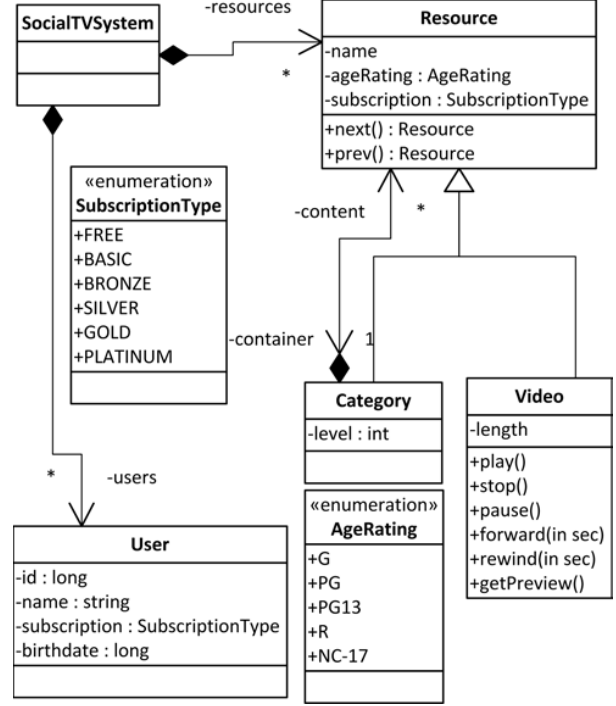 SocialTVSystem
-resources
*
Resource
-name
-ageRating : AgeRating
-subscription : SubscriptionType
+next() : Resource
+prev() : Resource
«enumeration»
SubscriptionType
+FREE
+BASIC
+BRONZE
+SILVER
+GOLD
+PLATINUM
-content
*
-container
1
Category
-level : int
Video
-length
+play()
+stop()
+pause()
+forward(in sec)
+rewind(in sec)
+getPreview()
*
-users
User
-id : long
-name : string
-subscription : SubscriptionType
-birthdate : long
«enumeration»
AgeRating
+G
+PG
+PG13
+R
+NC-17